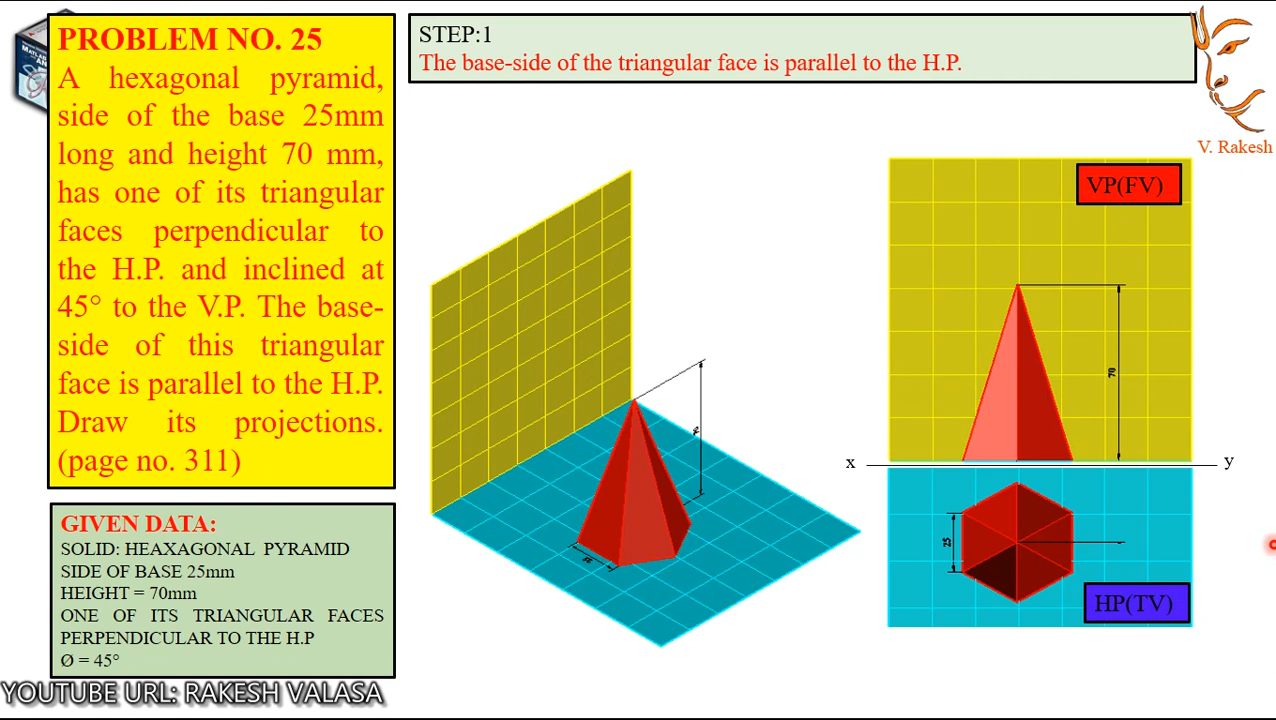 PROBLEM NO. 25
A hexagonal pyramid,
side of the base 25mm
long and height 70 mm,
has one of its triangular
faces perpendicular to
the H.P. and inclined at
45° to the V.P. The base-
side of this triangular
face is parallel to the H.P.
Draw its projections.
(page no. 311)
GIVEN DATA:
SOLID: HEAXAGONAL PYRAMID
SIDE OF BASE 25mm
HEIGHT = 70mm
ONE OF ITS TRIANGULAR FACES
PERPENDICULAR TO THE H.P
Ø = 45°
YOUTUBE URL: RAKESH VALASA
STEP:1
The base-side of the triangular face is parallel to the H.P.
V. Rakesh
VP(FV)
70
x
y
25
HP(TV)